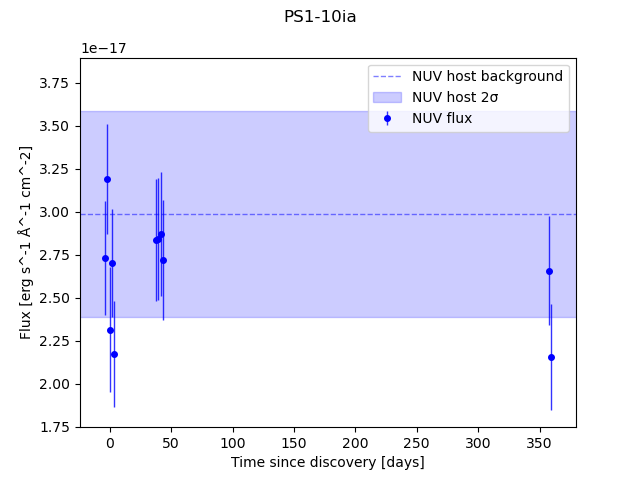 PS1-10ia
1e−17
NUV host background
NUV host 2σ
NUV flux
3.75
3.50
3.25
3.00
2.75
2.50
2.25
2.00
1.75
Flux [erg s^-1 Å^-1 cm^-2]
0 50 100 150 200 250 300 350
Time since discovery [days]